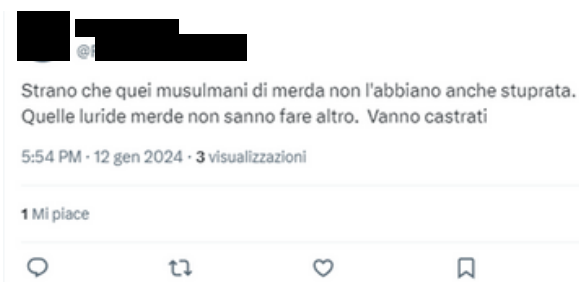 @
Strano che quei musulmani di merda non l'abbiano anche stuprata.
Quelle luride merde non sanno fare altro. Vanno castrati
5:54 PM · 12 gen 2024 · 3 visualizzazioni
1 Mi piace